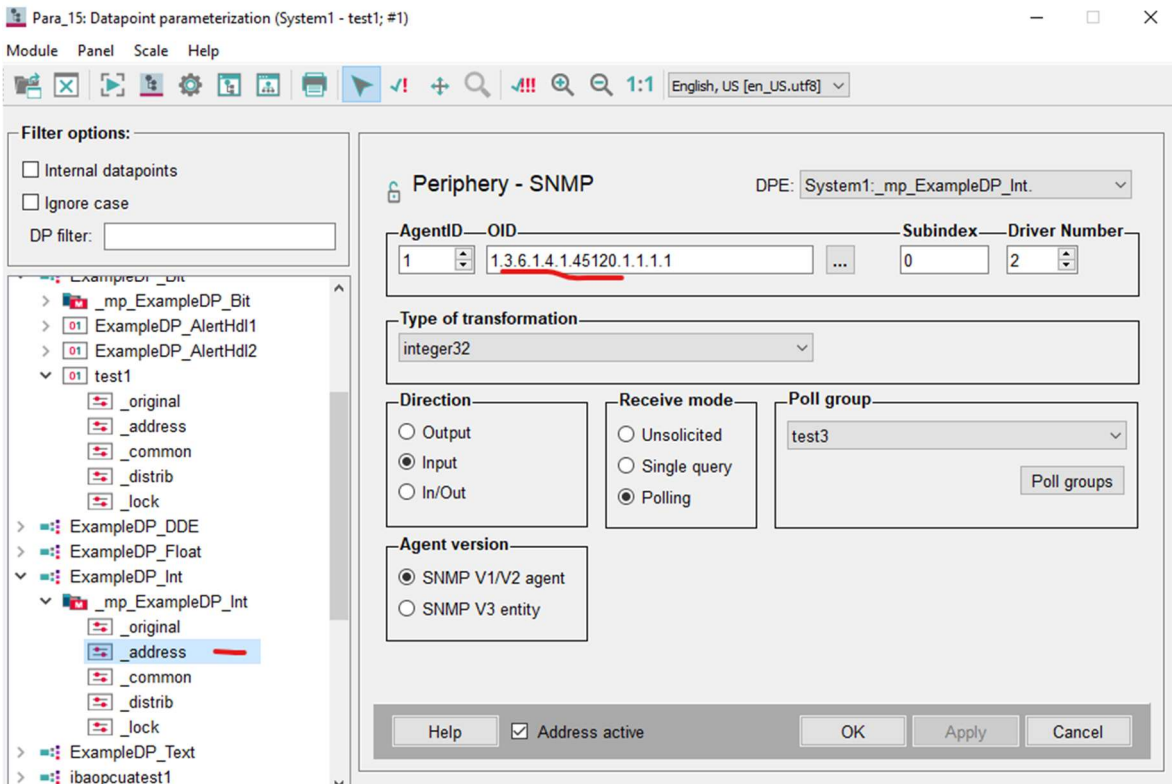 Para_15: Datapoint parameterization (System1 - test1; #1)
Module Panel Scale Help
1:1 English, US [en_US.utf8]
Filter options:
Internal datapoints
Ignore case
DP filter:
ExampleDP_Bit
_mp_ExampleDP_Bit
01 ExampleDP_AlertHdl1
01 ExampleDP_AlertHdl2
01 test1
_original
_address
_common
_distrib
_lock
ExampleDP_DDE
ExampleDP_Float
ExampleDP_Int
_mp_ExampleDP_Int
_original
_address
_common
_distrib
_lock
ExampleDP_Text
ibaopcuatest1
Periphery - SNMP
DPE: System1:_mp_ExampleDP_Int.
AgentID OID Subindex Driver Number
1 1.3.6.1.4.1.45120.1.1.1.1 ... 0 2
Type of transformation
integer32
Direction
Output
Input
In/Out
Receive mode
Unsolicited
Single query
Polling
Poll group
test3
Poll groups
Agent version
SNMP V1/V2 agent
SNMP V3 entity
Help Address active OK Apply Cancel